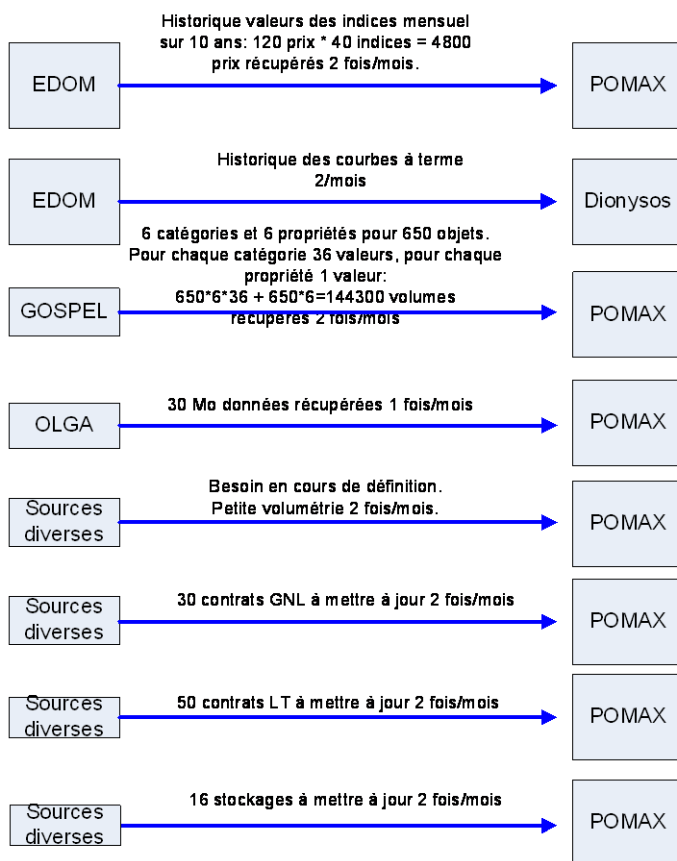 Historique valeurs des indices mensuel
sur 10 ans: 120 prix * 40 indices = 4800
prix récupérés 2 fois/mois.
EDOM
POMAX
Historique des courbes à terme
2/mois
EDOM
Dionysos
6 catégories et 6 propriétés pour 650 objets.
Pour chaque catégorie 36 valeurs, pour chaque
propriété 1 valeur:
650*6*36 + 650*6=144300 volumes
récupérés 2 fois/mois
GOSPEL
POMAX
30 Mo données récupérées 1 fois/mois
OLGA
POMAX
Besoin en cours de définition.
Petite volumétrie 2 fois/mois.
Sources
diverses
POMAX
30 contrats GNL à mettre à jour 2 fois/mois
Sources
diverses
POMAX
50 contrats LT à mettre à jour 2 fois/mois
Sources
diverses
POMAX
16 stockages à mettre à jour 2 fois/mois
Sources
diverses
POMAX